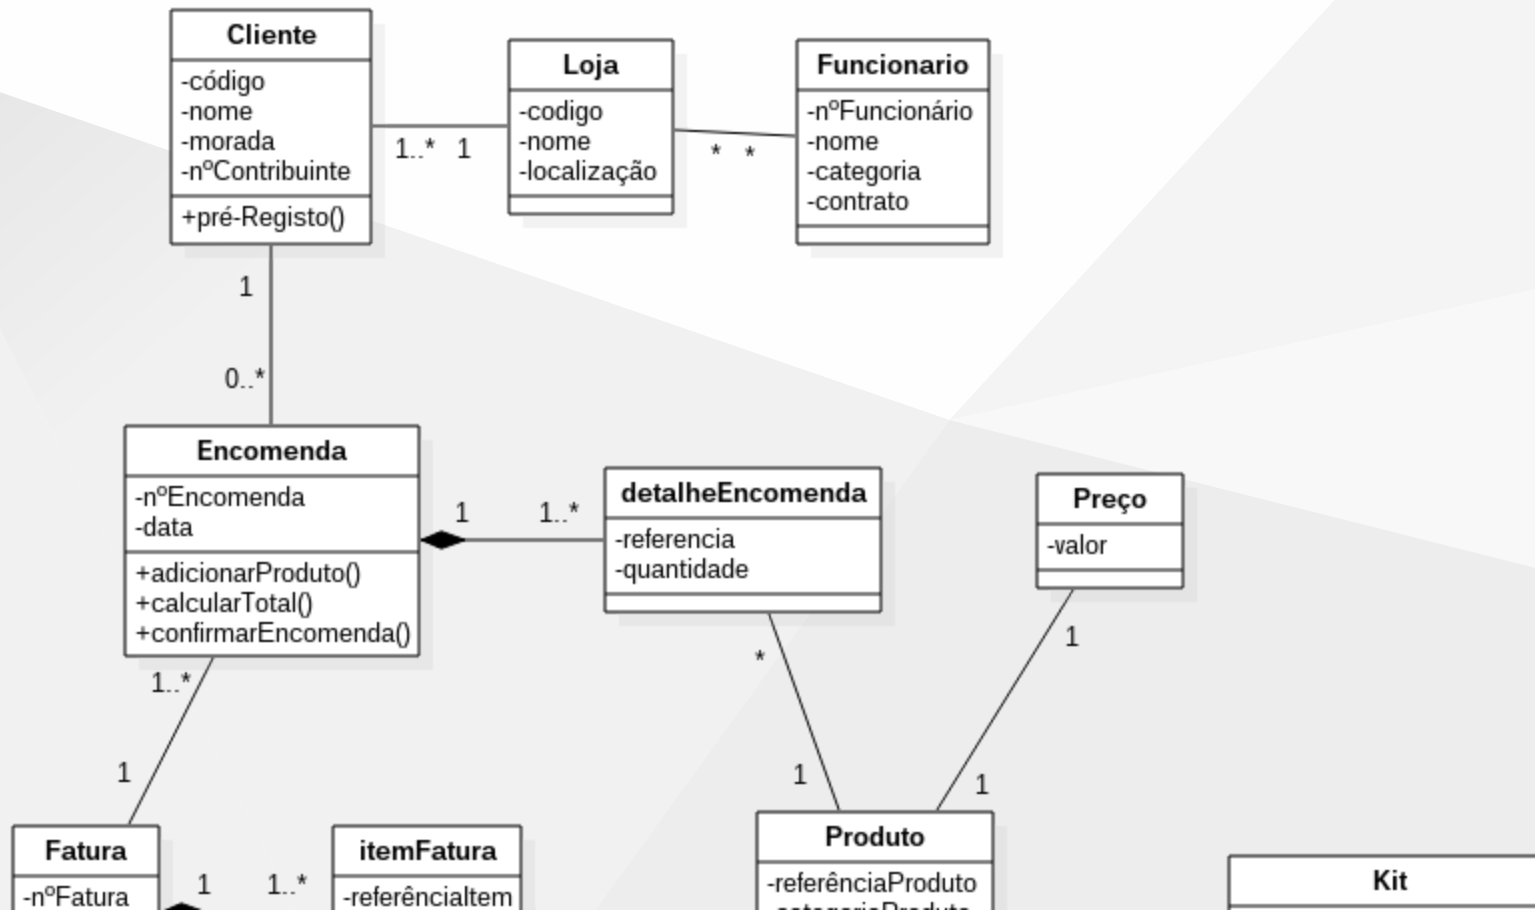 Cliente
-código
-nome
-morada
-nºContribuinte
+pré-Registo()
1..*
1
Loja
-codigo
-nome
-localização
*
*
Funcionario
-nºFuncionário
-nome
-categoria
-contrato
1
0..*
Encomenda
-nºEncomenda
-data
+adicionarProduto()
+calcularTotal()
+confirmarEncomenda()
1
1..*
detalheEncomenda
-referencia
-quantidade
Preço
-valor
1..*
1
*
1
1
1
Fatura
-nºFatura
1
1..*
itemFatura
-referênciaItem
Produto
-referênciaProduto
-categoriaProduto
Kit